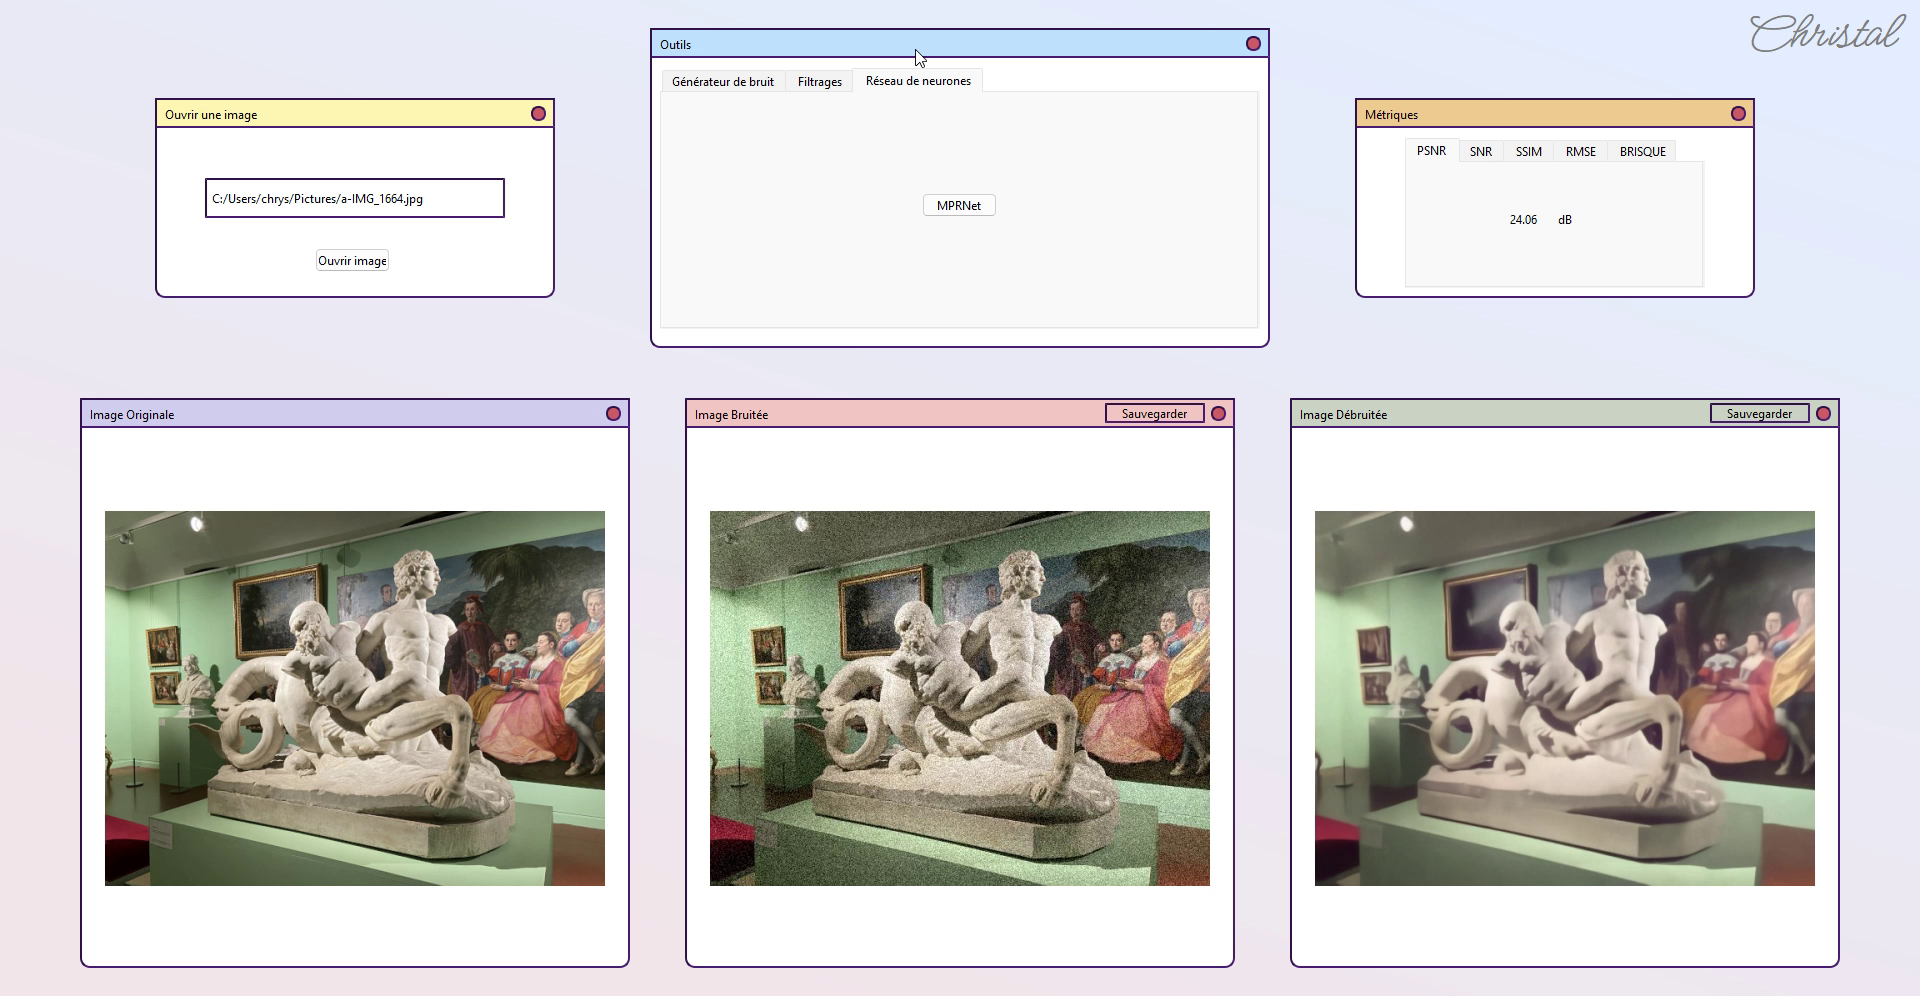 Christal
Outils
Générateur de bruit Filtrages Réseau de neurones
MPRNet
Ouvrir une image
C:/Users/chrys/Pictures/a-IMG_1664.jpg
Ouvrir image
Métriques
PSNR SNR SSIM RMSE BRISQUE
24.06 dB
Image Originale
Image Bruitée Sauvegarder
Image Débruitée Sauvegarder